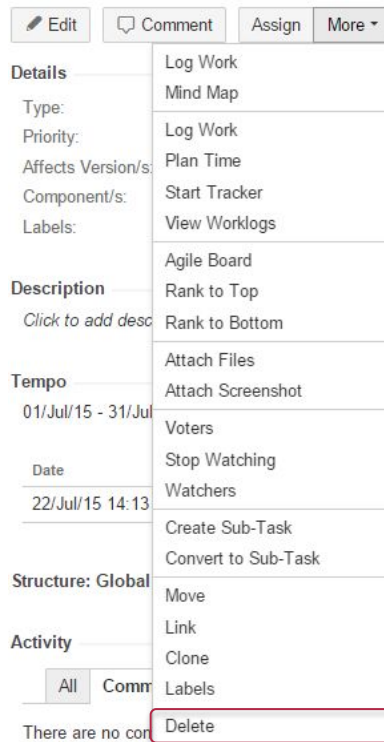 Edit Comment Assign More
Details
Type:
Priority:
Affects Version/s:
Component/s:
Labels:
Description
Click to add desc
Tempo
01/Jul/15 - 31/Jul
Date
22/Jul/15 14:13
Structure: Global
Activity
All Comm
There are no con
Log Work
Mind Map
Log Work
Plan Time
Start Tracker
View Worklogs
Agile Board
Rank to Top
Rank to Bottom
Attach Files
Attach Screenshot
Voters
Stop Watching
Watchers
Create Sub-Task
Convert to Sub-Task
Move
Link
Clone
Labels
Delete